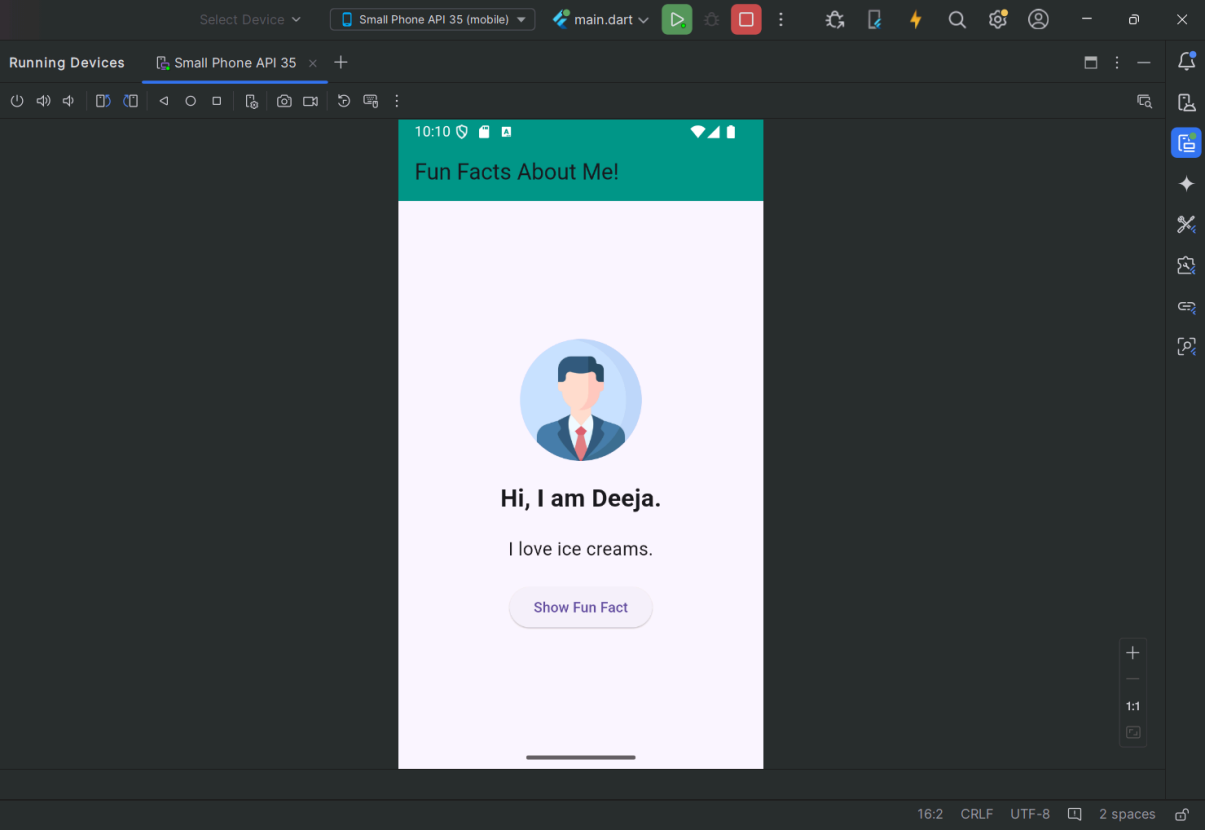 Select Device
Small Phone API 35 (mobile)
main.dart
Running Devices
Small Phone API 35
10:10
A
Fun Facts About Me!
Hi, I am Deeja.
I love ice creams.
Show Fun Fact
1:1
16:2
CRLF
UTF-8
2 spaces